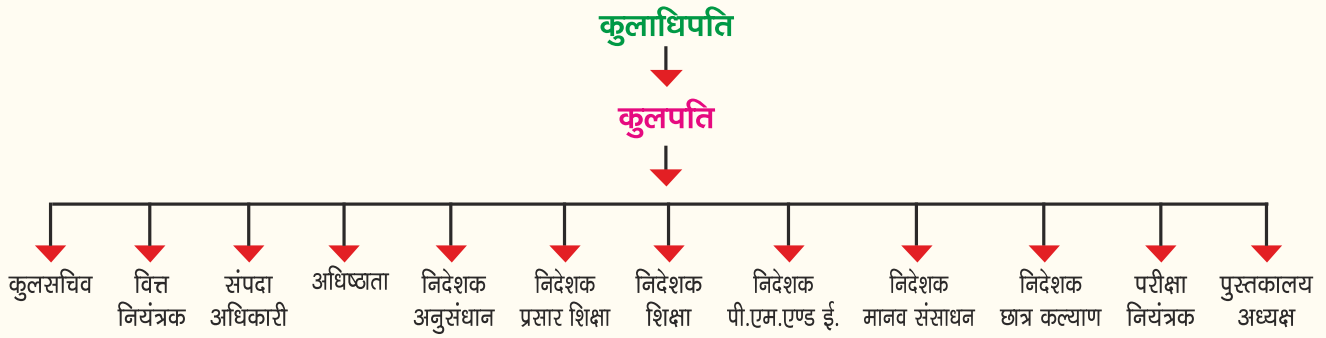 कुलाधिपति
कुलपति
कुलसचिव
वित्त
नियंत्रक
संपदा
अधिकारी
अधिष्ठाता
निदेशक
अनुसंधान
निदेशक
प्रसार शिक्षा
निदेशक
शिक्षा
निदेशक
पी.एम.एण्ड ई.
निदेशक
मानव संसाधन
निदेशक
छात्र कल्याण
परीक्षा
नियंत्रक
पुस्तकालय
अध्यक्ष